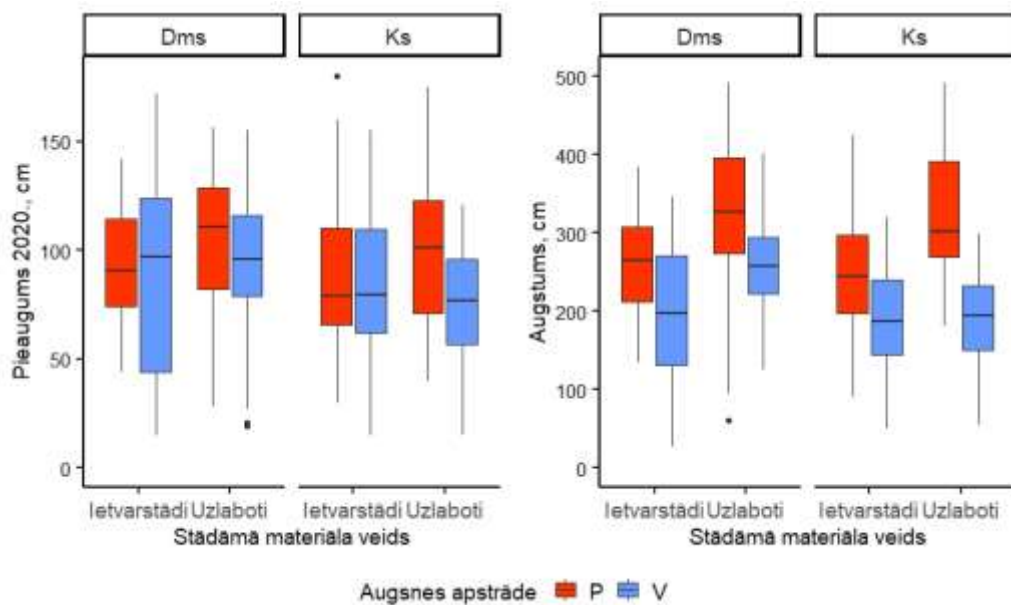 Dms
Ks
Pieaugums 2020., cm
150
100
50
0
Ietvarstādi Uzlaboti
Ietvarstādi Uzlaboti
Stādāmā materiāla veids
Dms
Ks
Augstums, cm
500
400
300
200
100
0
Ietvarstādi Uzlaboti
Ietvarstādi Uzlaboti
Stādāmā materiāla veids
Augsnes apstrāde P V